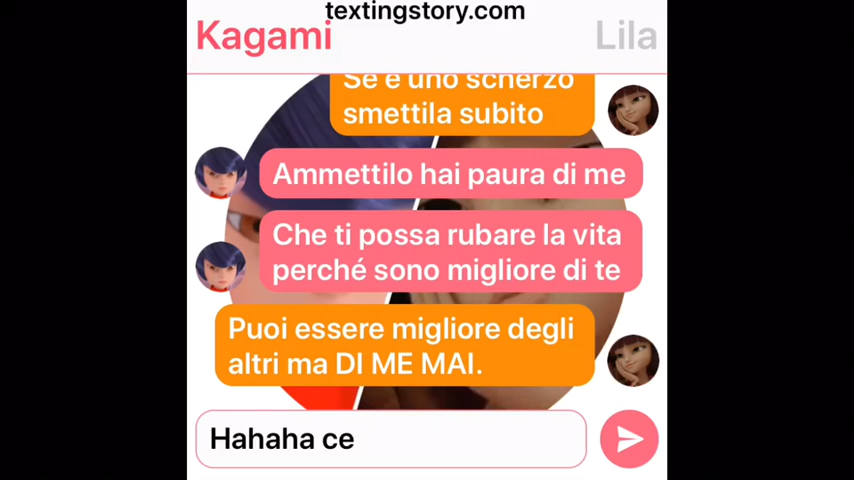 textingstory.com
Kagami
Lila
Se è uno scherzo
smettila subito
Ammettilo hai paura di me
Che ti possa rubare la vita
perché sono migliore di te
Puoi essere migliore degli
altri ma DI ME MAI.
Hahaha ce